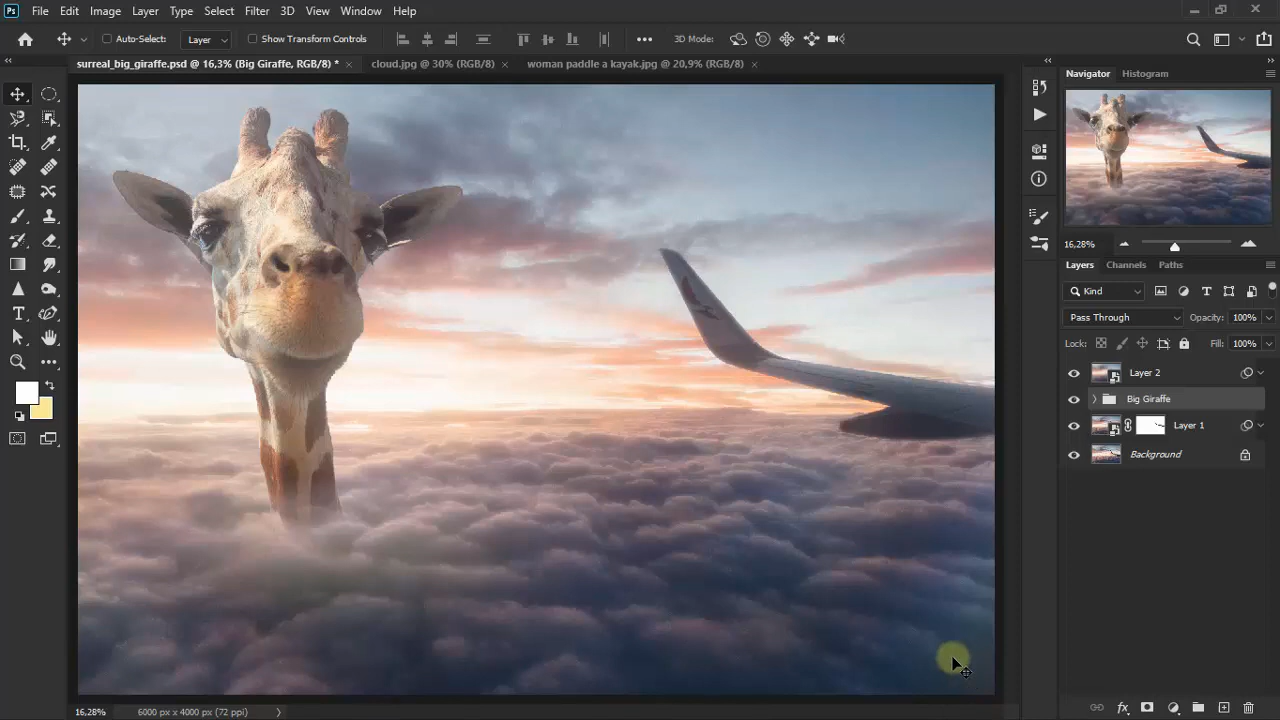 Ps File Edit Image Layer Type Select Filter 3D View Window Help
Auto-Select: Layer Show Transform Controls 3D Mode:
surreal_big_giraffe.psd @ 16,3% (Big Giraffe, RGB/8) * cloud.jpg @ 30% (RGB/8) woman paddle a kayak.jpg @ 20,9% (RGB/8)
Navigator Histogram
16,28%
Layers Channels Paths
Kind
Pass Through Opacity: 100%
Lock: Fill: 100%
Layer 2
Big Giraffe
Layer 1
Background
16,28% 6000 px x 4000 px (72 ppi)